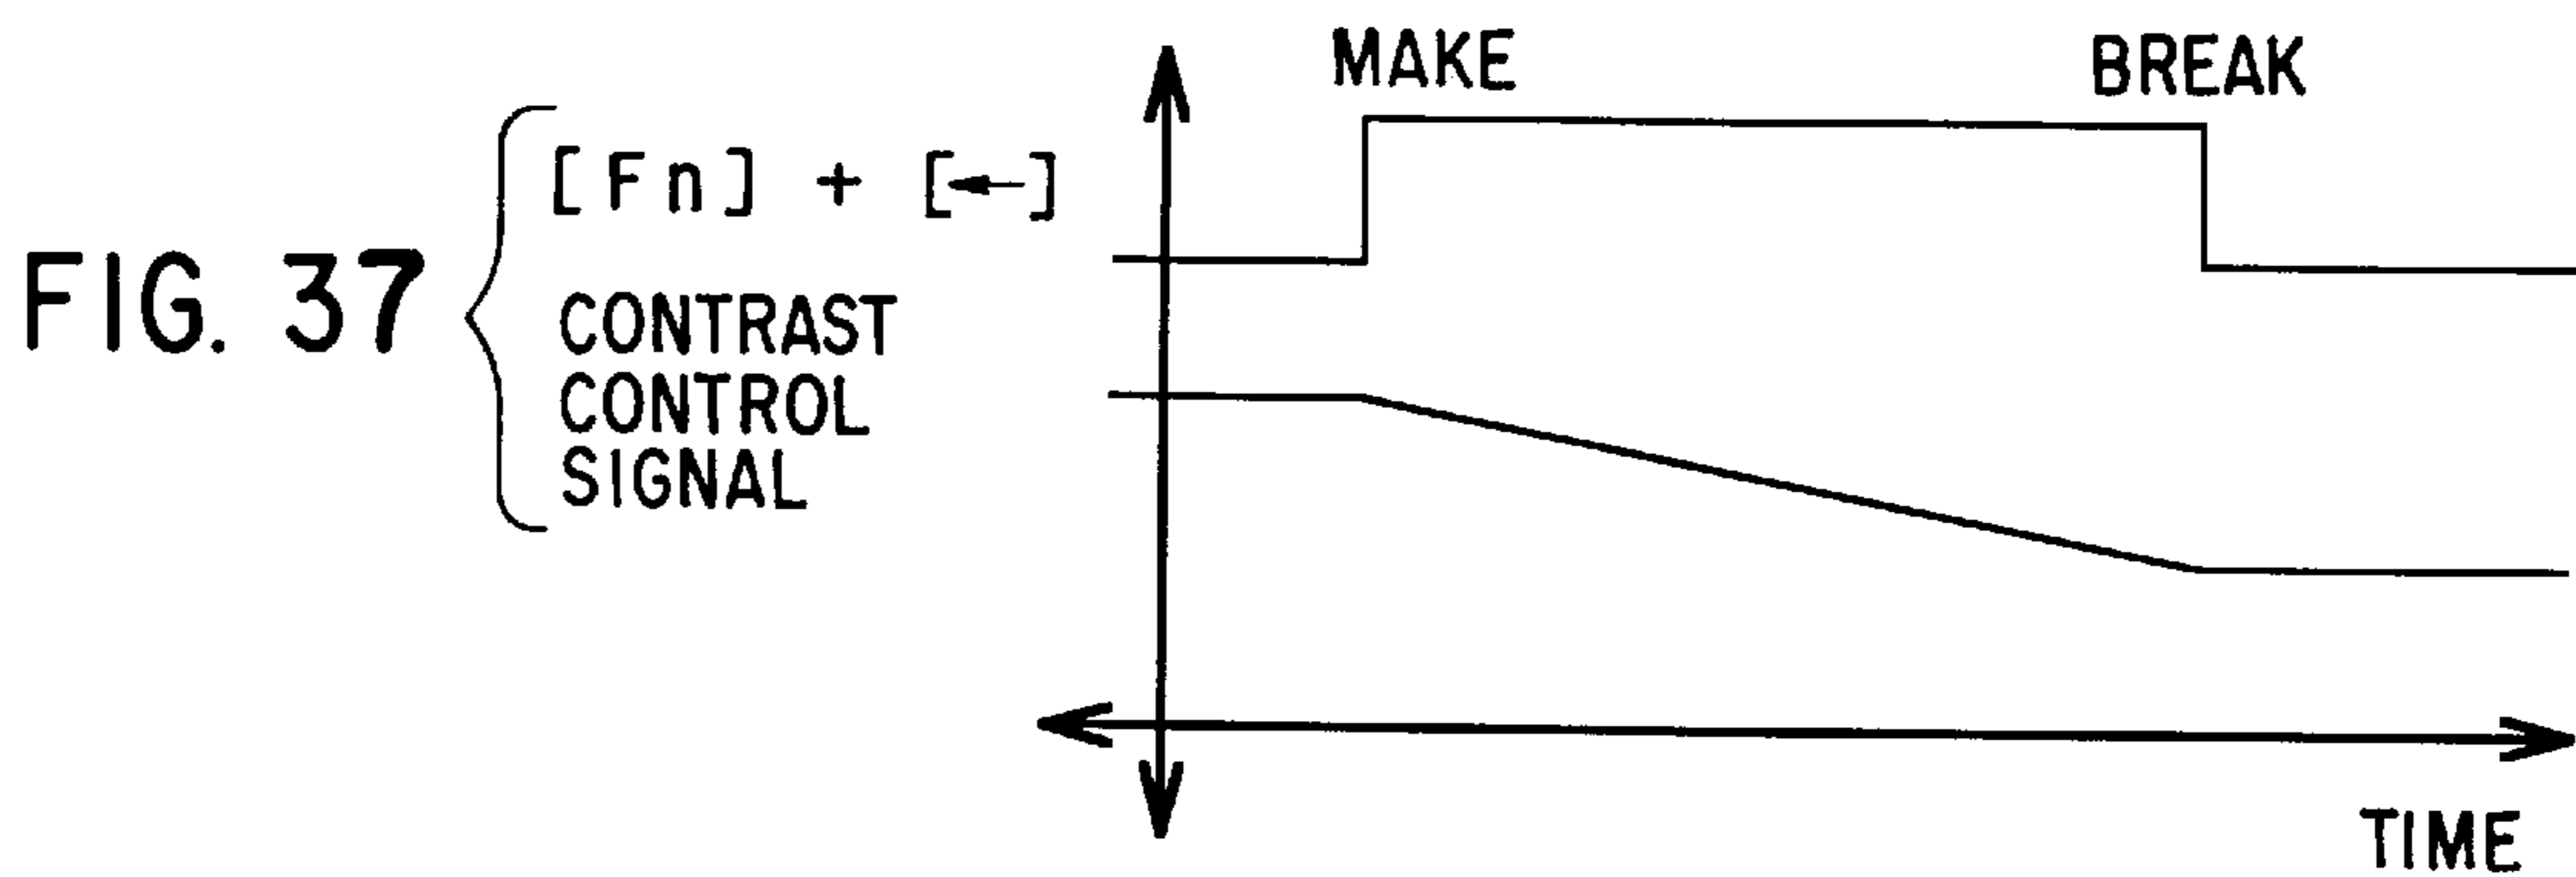 FIG. 37
[Fn] + [←]
CONTRAST
CONTROL
SIGNAL
MAKE
BREAK
TIME